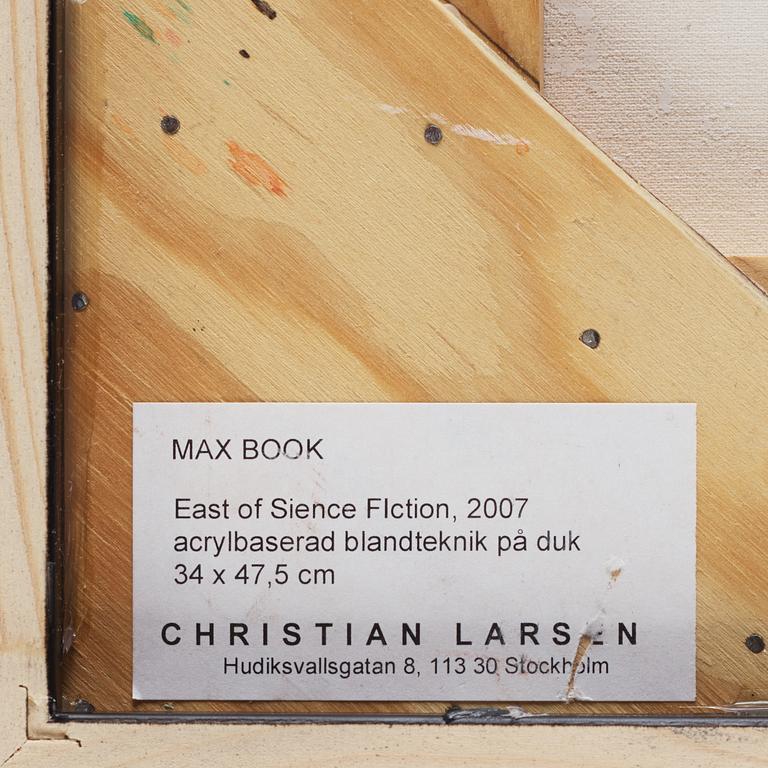 MAX BOOK
East of Sience FIction, 2007
acrylbaserad blandteknik på duk
34 x 47,5 cm
CHRISTIAN LARSEN
Hudiksvallsgatan 8, 113 30 Stockholm